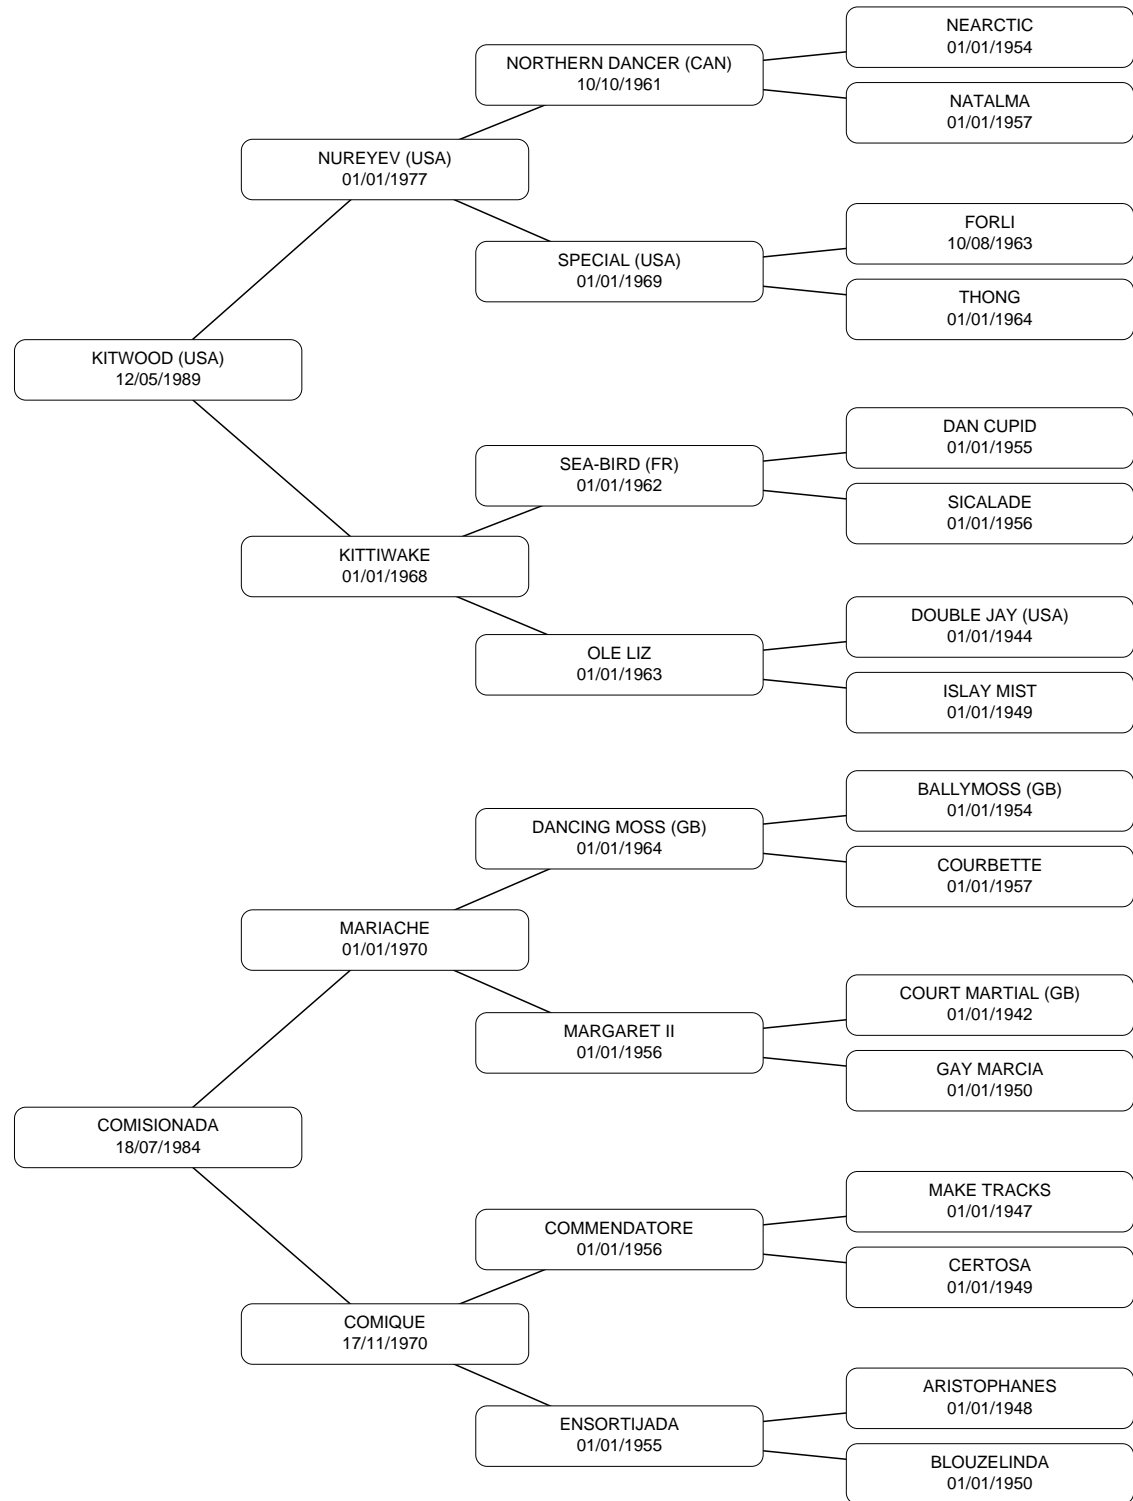 NEARCTIC
01/01/1954
NORTHERN DANCER (CAN)
10/10/1961
NATALMA
01/01/1957
NUREYEV (USA)
01/01/1977
FORLI
10/08/1963
SPECIAL (USA)
01/01/1969
THONG
01/01/1964
KITWOOD (USA)
12/05/1989
DAN CUPID
01/01/1955
SEA-BIRD (FR)
01/01/1962
SICALADE
01/01/1956
KITTIWAKE
01/01/1968
DOUBLE JAY (USA)
01/01/1944
OLE LIZ
01/01/1963
ISLAY MIST
01/01/1949
BALLYMOSS (GB)
01/01/1954
DANCING MOSS (GB)
01/01/1964
COURBETTE
01/01/1957
MARIACHE
01/01/1970
COURT MARTIAL (GB)
01/01/1942
MARGARET II
01/01/1956
GAY MARCIA
01/01/1950
COMISIONADA
18/07/1984
MAKE TRACKS
01/01/1947
COMMENDATORE
01/01/1956
CERTOSA
01/01/1949
COMIQUE
17/11/1970
ARISTOPHANES
01/01/1948
ENSORTIJADA
01/01/1955
BLOUZELINDA
01/01/1950